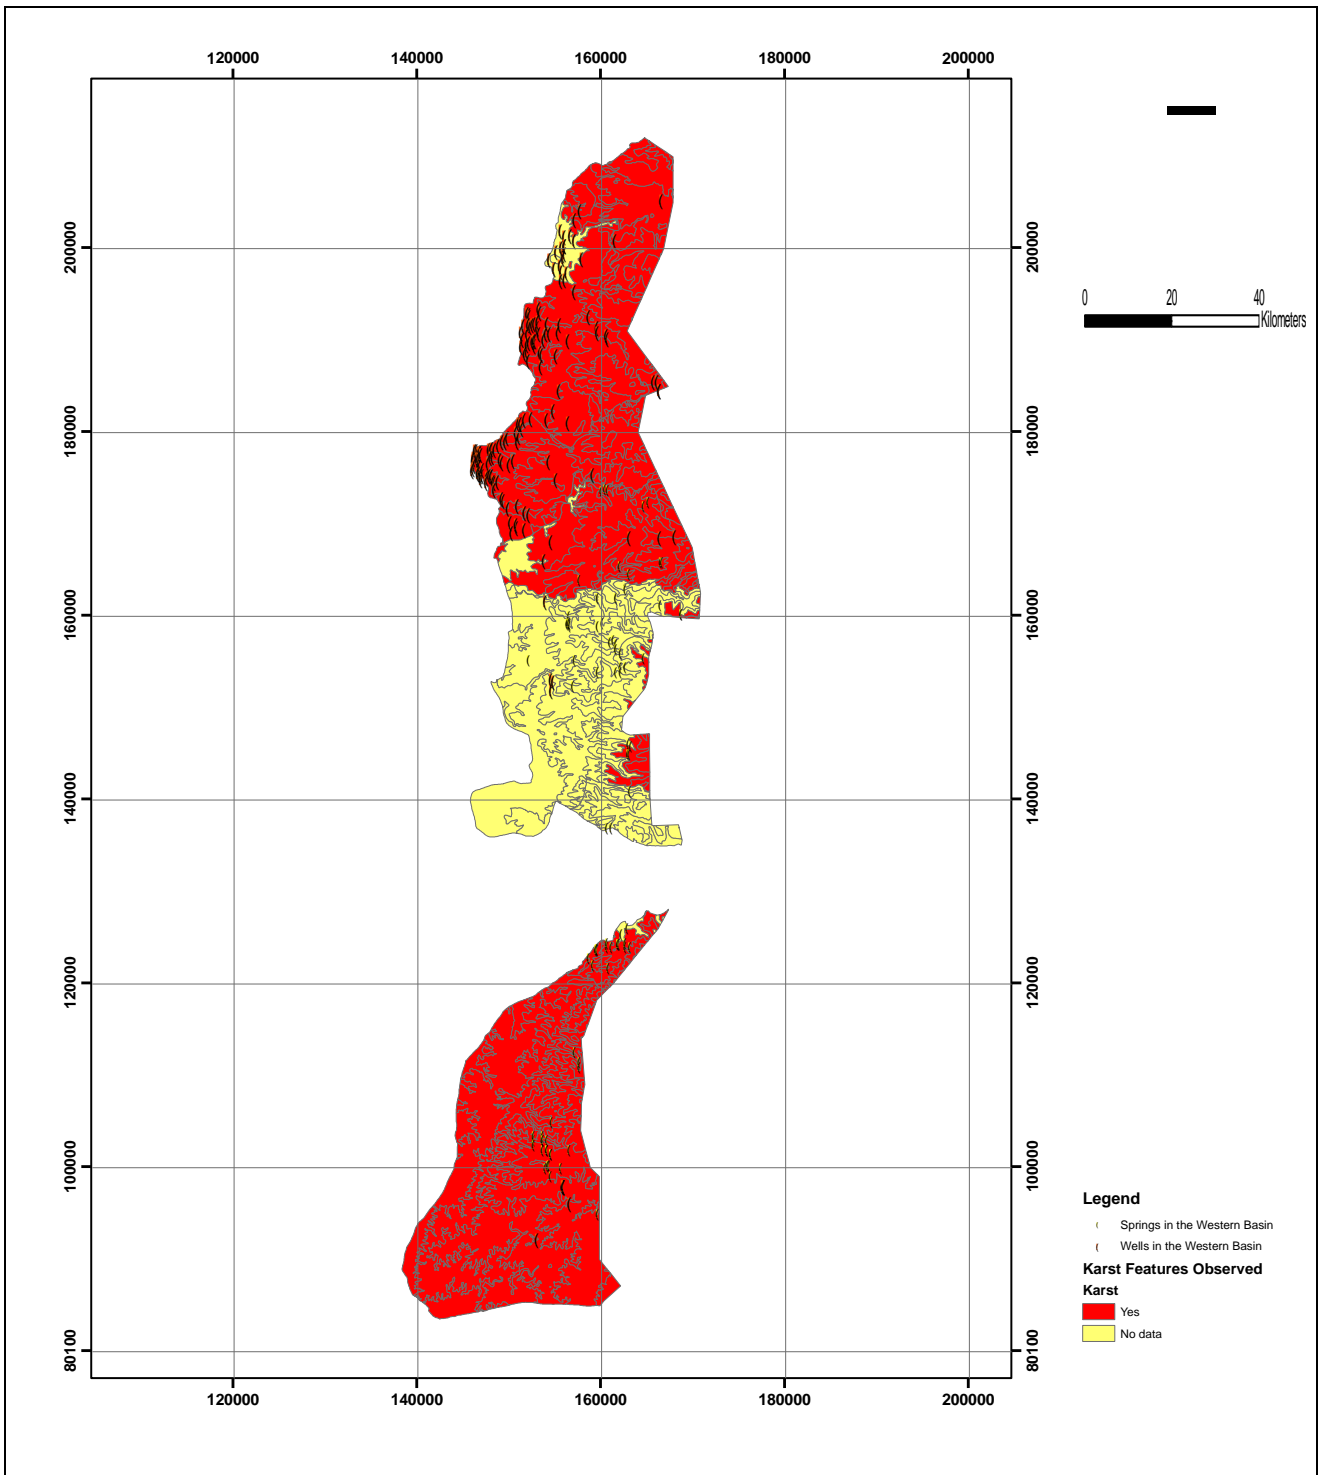 120000 140000 160000 180000 200000
200000 200000
0 20 40
Kilometers
180000 180000
160000 160000
140000 140000
120000 120000
100000 100000
Legend
Springs in the Western Basin
Wells in the Western Basin
Karst Features Observed
Karst
Yes
No data
80100 80100
120000 140000 160000 180000 200000